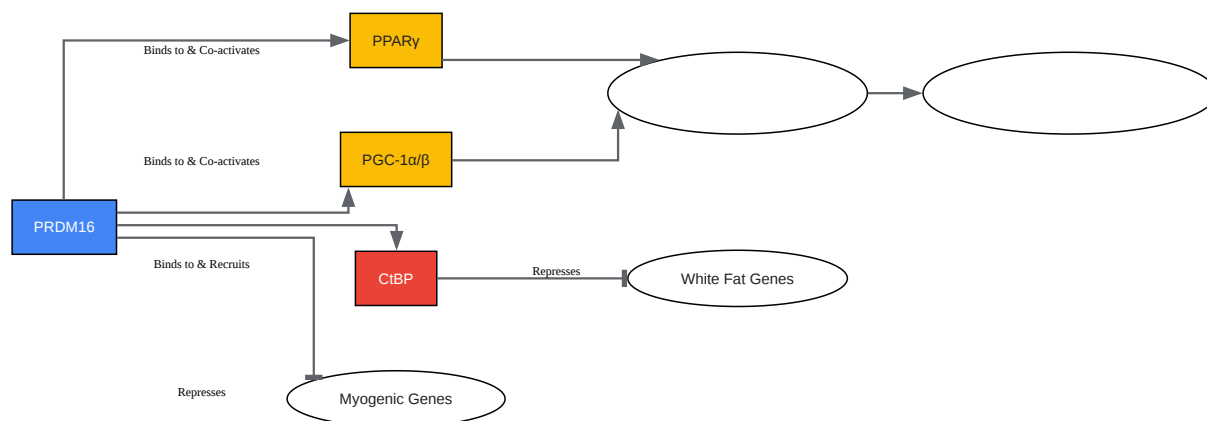 PPARγ
Binds to & Co-activates
PGC-1α/β
Binds to & Co-activates
PRDM16
Binds to & Recruits
CtBP
Represses
White Fat Genes
Represses
Myogenic Genes